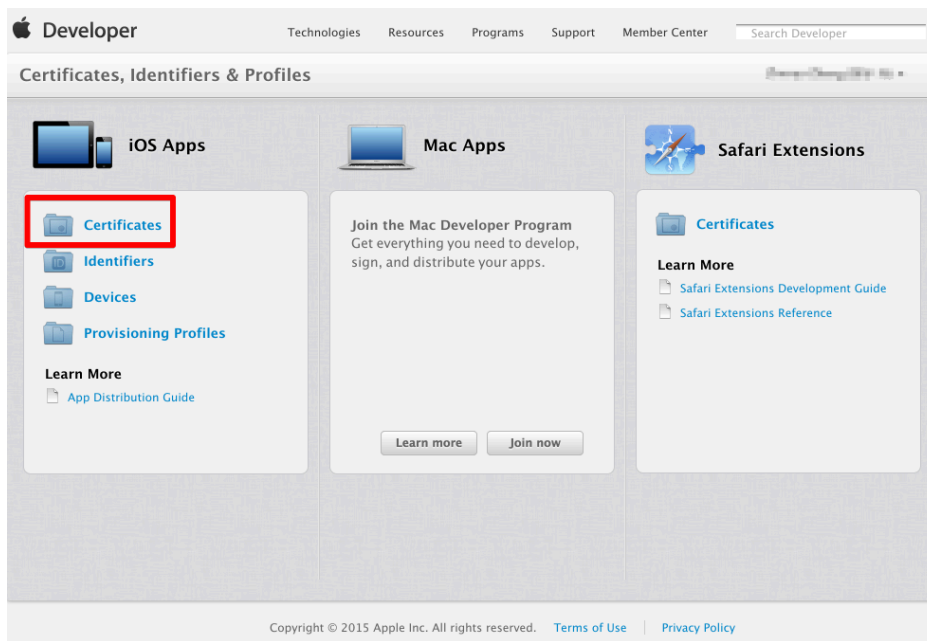 Developer
Technologies Resources Programs Support Member Center Search Developer
Certificates, Identifiers & Profiles
iOS Apps
Certificates
Identifiers
ID
Devices
Provisioning Profiles
Learn More
App Distribution Guide
Mac Apps
Join the Mac Developer Program
Get everything you need to develop,
sign, and distribute your apps.
Learn more Join now
Safari Extensions
Certificates
Learn More
Safari Extensions Development Guide
Safari Extensions Reference
Copyright © 2015 Apple Inc. All rights reserved. Terms of Use Privacy Policy